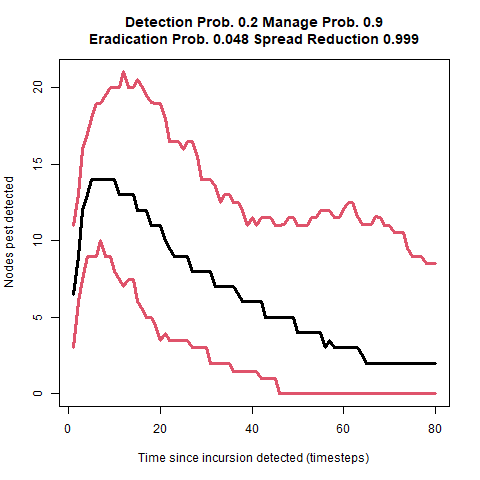 Detection Prob. 0.2 Manage Prob. 0.9
Eradication Prob. 0.048 Spread Reduction 0.999
Nodes pest detected
20
15
10
5
0
0 20 40 60 80
Time since incursion detected (timesteps)